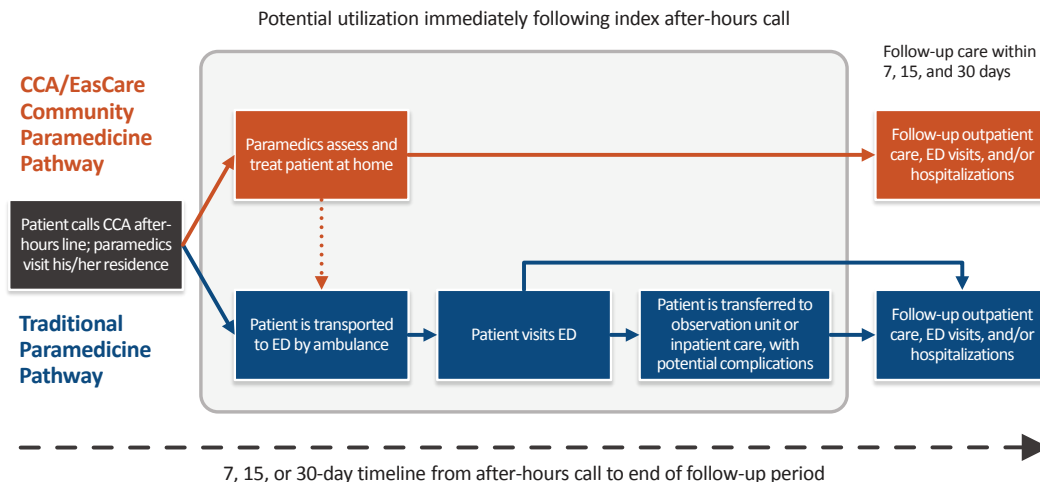 Potential utilization immediately following index after-hours call
Follow-up care within
7, 15, and 30 days
CCA/EasCare
Community
Paramedicine
Pathway
Paramedics assess and
treat patient at home
Follow-up outpatient
care, ED visits, and/or
hospitalizations
Patient calls CCA after-
hours line; paramedics
visit his/her residence
Traditional
Paramedicine
Pathway
Patient is transported
to ED by ambulance
Patient visits ED
Patient is transferred to
observation unit or
inpatient care, with
potential complications
Follow-up outpatient
care, ED visits, and/or
hospitalizations
7, 15, or 30-day timeline from after-hours call to end of follow-up period